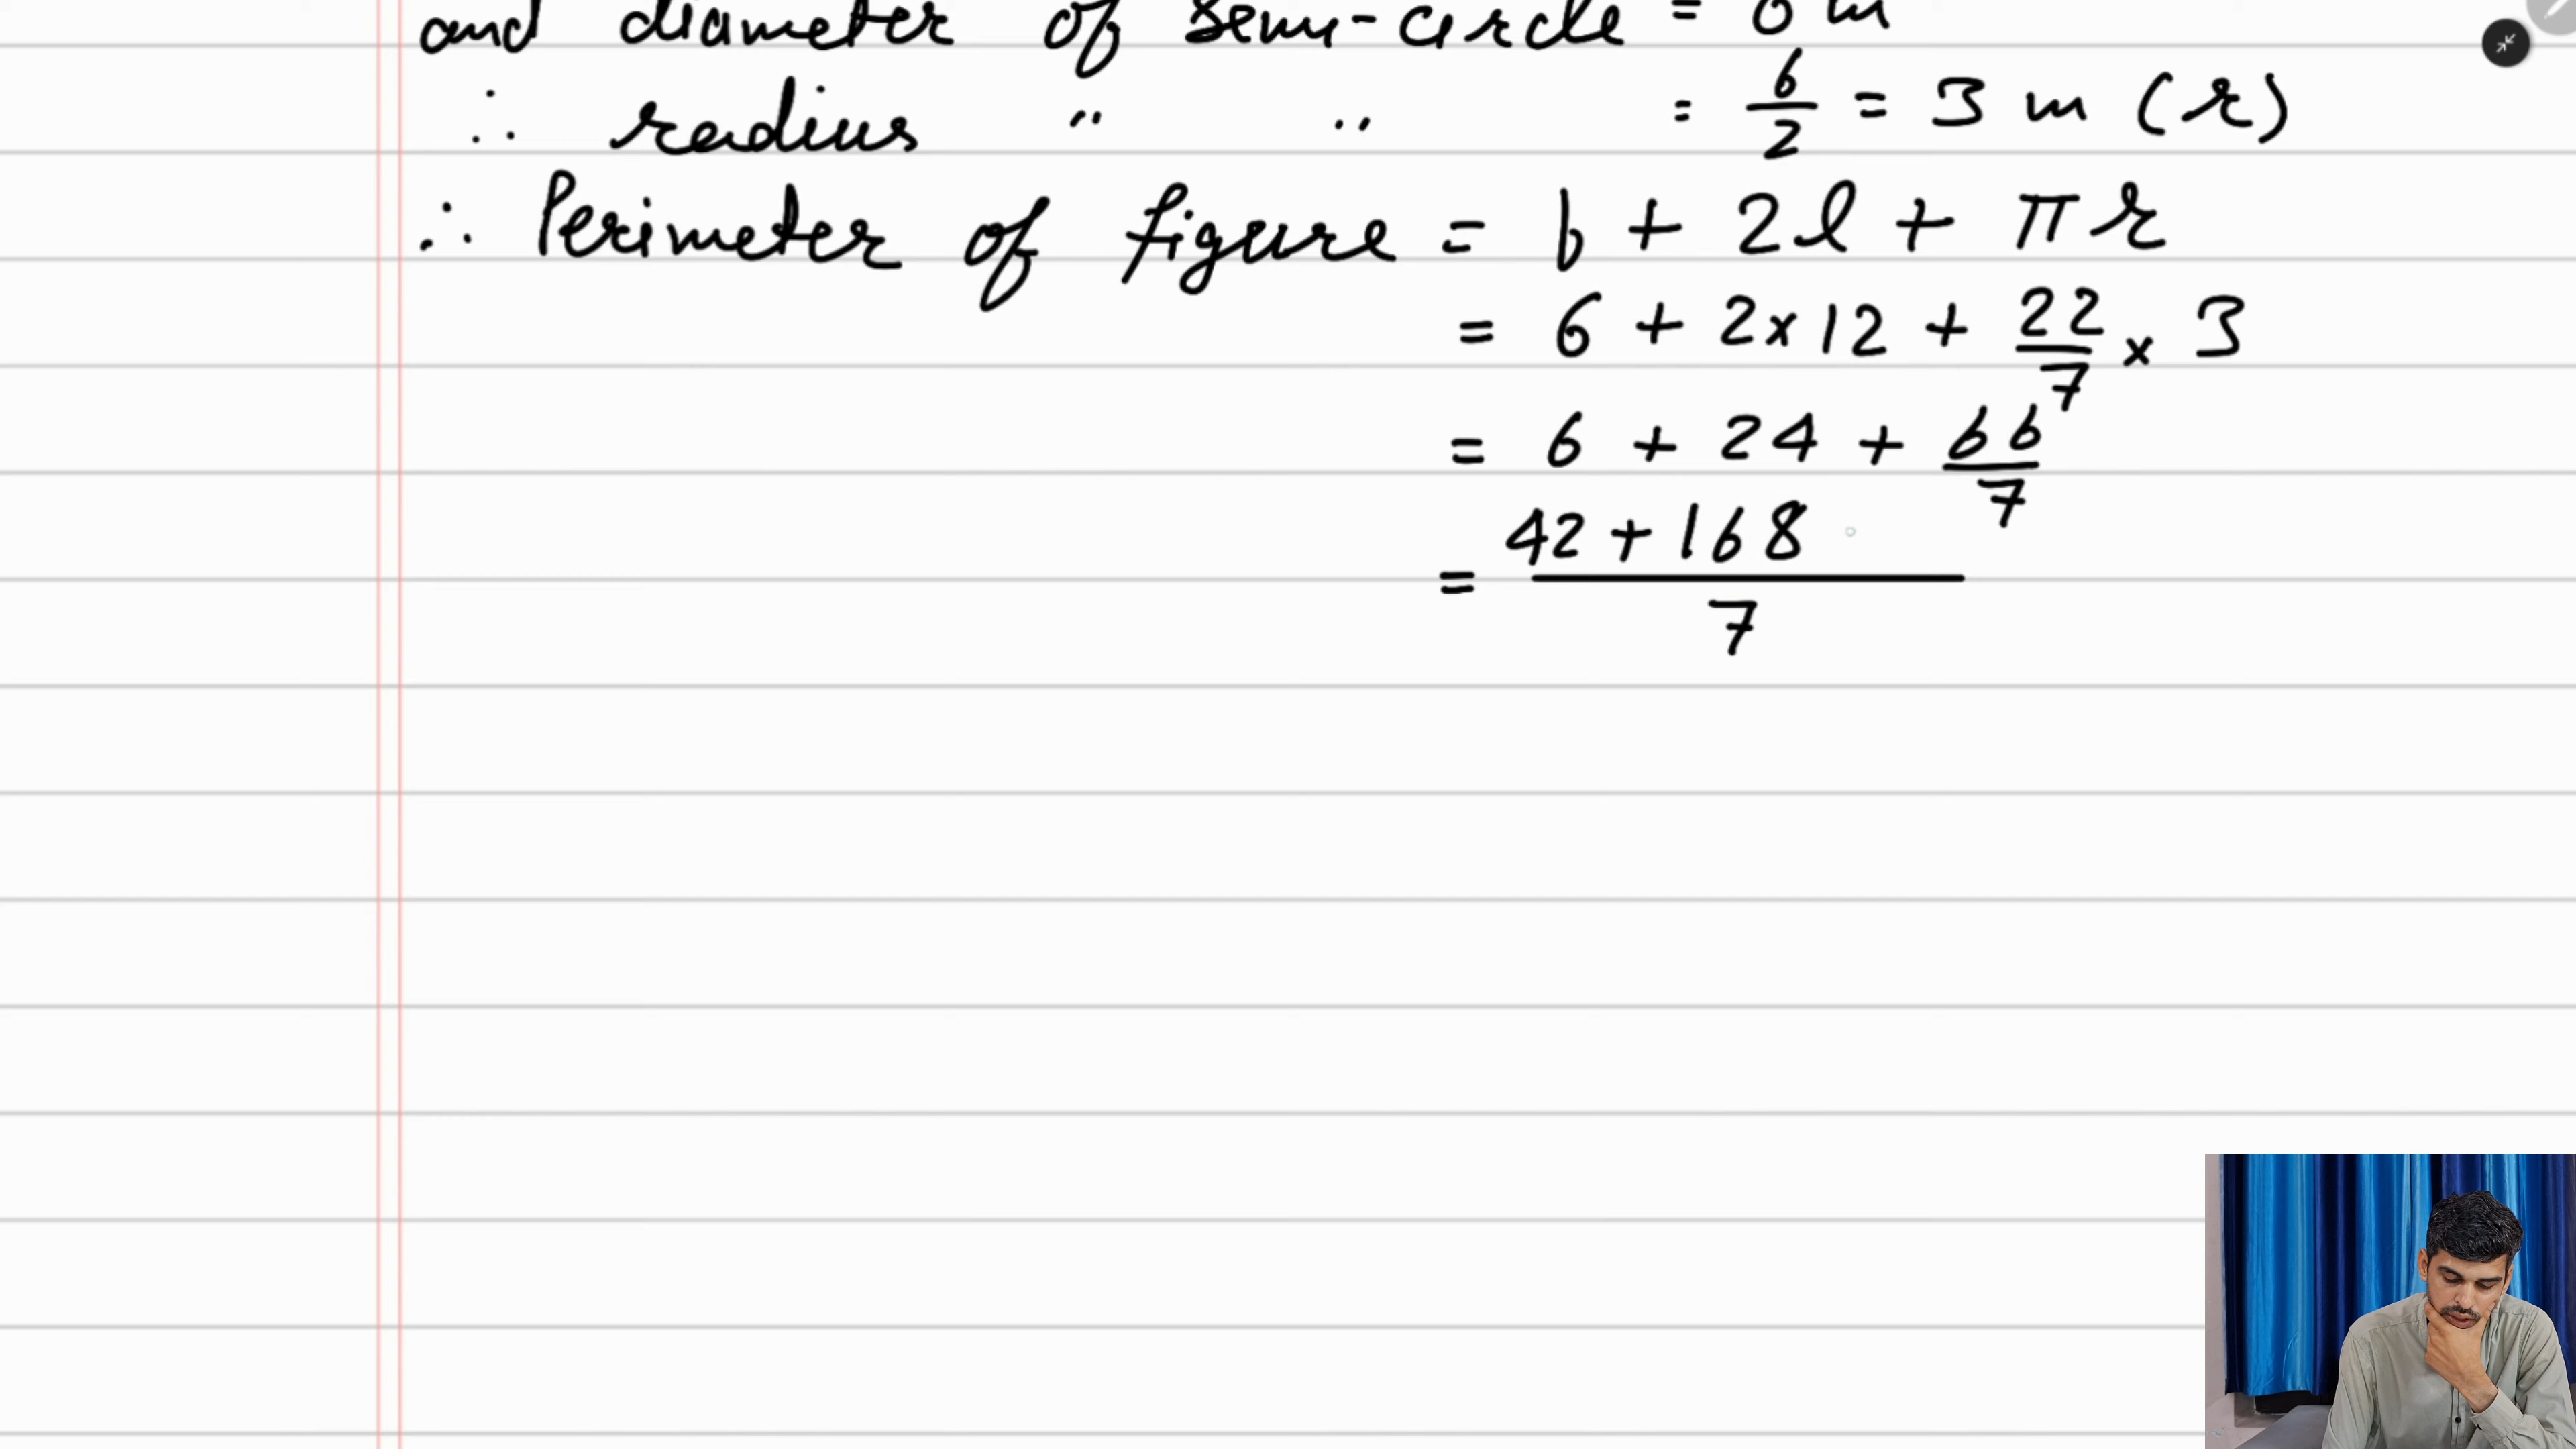 and diameter of semi-circle = 6 m
∴ radius " " = 6/2 = 3 m (r)
∴ Perimeter of figure = b + 2l + πr
= 6 + 2×12 + 22/7 × 3
= 6 + 24 + 66/7
= 42 + 168 / 7